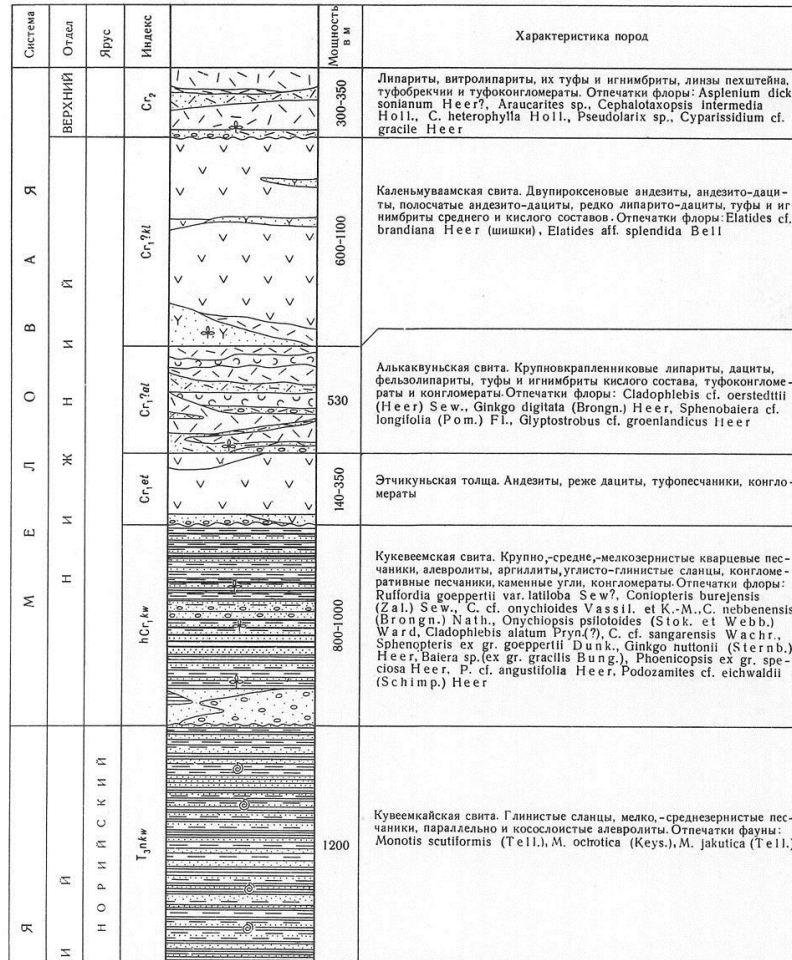 Система
Отдел
Ярус
Индекс
Мощность
в м
Характеристика пород
МЕЛОВАЯ
ВЕРХНИЙ
Cr₂
300-350
Липариты, витролипариты, их туфы и игнимбриты, линзы пехштейна,
туфобрекчии и туфоконгломераты. Отпечатки флоры: Asplenium dick
sonianum Heer?, Araucarites sp., Cephalotaxopsis intermedia
Holl., C. heterophylla Holl., Pseudolarix sp., Cyparissidium cf.
gracile Heer
НИЖНИЙ
Cr₁?kl
600-1100
Каленьмуваамская свита. Двупироксеновые андезиты, андезито-даци-
ты, полосчатые андезито-дациты, редко липарито-дациты, туфы и иг
нимбриты среднего и кислого составов. Отпечатки флоры: Elatides cf.
brandiana Heer (шишки), Elatides aff. splendida Bell
Cr₁?al
530
Алькаквуньская свита. Крупновкрапленниковые липариты, дациты,
фельзолипариты, туфы и игнимбриты кислого состава, туфоконгломе-
раты и конгломераты. Отпечатки флоры: Cladophlebis cf. oerstedttii
(Heer) Sew., Ginkgo digitata (Brongn.) Heer, Sphenobaiera cf.
longifolia (Pom.) Fl., Glyptostrobus cf. groenlandicus Heer
Cr₁et
140-350
Этчикуньская толща. Андезиты, реже дациты, туфопесчаники, конгло-
мераты
hCr₁kw
800-1000
Кукевеемская свита. Крупно,-средне,-мелкозернистые кварцевые пес-
чаники, алевролиты, аргиллиты, углисто-глинистые сланцы, конгломе-
ративные песчаники, каменные угли, конгломераты. Отпечатки флоры:
Ruffordia goeppertii var. latiloba Sew?, Coniopteris burejensis
(Zal.) Sew., C. cf. onychioides Vassil. et K.-M., C. nebbenensis
(Brongn.) Nath., Onychiopsis psilotoides (Stok. et Webb.)
Ward, Cladophlebis alatum Pryn.(?), C. cf. sangarensis Wachr.,
Sphenopteris ex gr. goeppertii Dunk., Ginkgo huttonii (Sternb.)
Heer, Baiera sp. (ex gr. gracilis Bung.), Phoenicopsis ex gr. spe-
ciosa Heer, P. cf. angustifolia Heer, Podozamites cf. eichwaldii
(Schimp.) Heer
Я
ИЙ
НОРИЙСКИЙ
T₃nkw
1200
Кувеемкайская свита. Глинистые сланцы, мелко,-среднезернистые пес-
чаники, параллельно и косослоистые алевролиты. Отпечатки фауны:
Monotis scutiformis (Tell.), M. ochotica (Keys.), M. jakutica (Tell.)